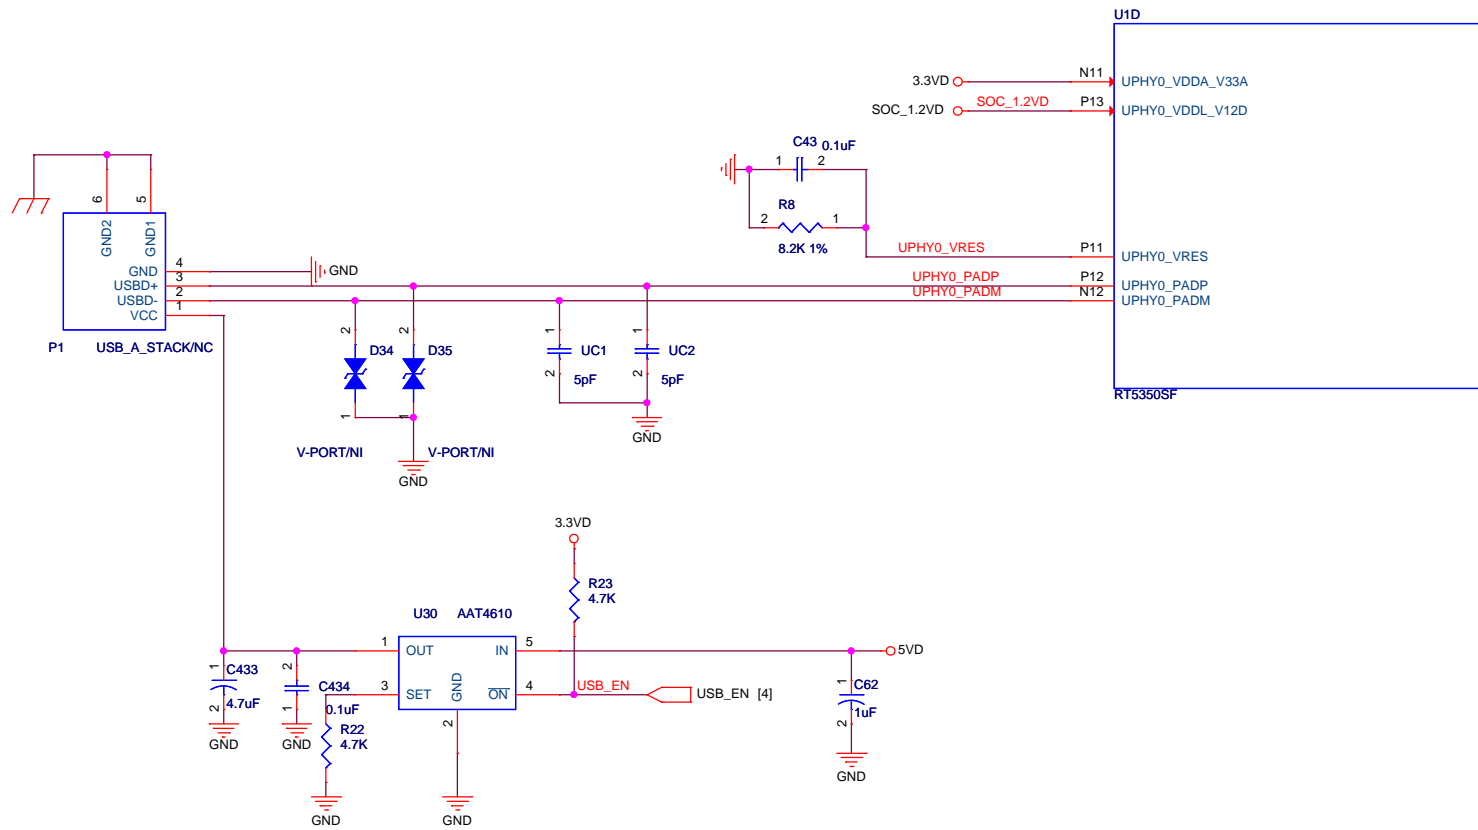 U1D
3.3VD
N11
UPHY0_VDDA_V33A
SOC_1.2VD
SOC_1.2VD
P13
UPHY0_VDDL_V12D
C43
0.1uF
1
2
R8
2
1
8.2K 1%
UPHY0_VRES
P11
UPHY0_VRES
UPHY0_PADP
P12
UPHY0_PADP
UPHY0_PADM
N12
UPHY0_PADM
RT5350SF
6
5
GND2
GND1
GND
4
GND
USBD+
3
USBD-
2
VCC
1
P1
USB_A_STACK/NC
2
D34
1
V-PORT/NI
2
D35
1
V-PORT/NI
GND
1
UC1
2
5pF
1
UC2
2
5pF
GND
3.3VD
R23
4.7K
U30
AAT4610
1
OUT
IN
5
5VD
3
SET
GND
ON
4
USB_EN
USB_EN [4]
2
GND
1
C433
4.7uF
2
GND
2
C434
0.1uF
1
GND
R22
4.7K
GND
1
C62
1uF
2
GND